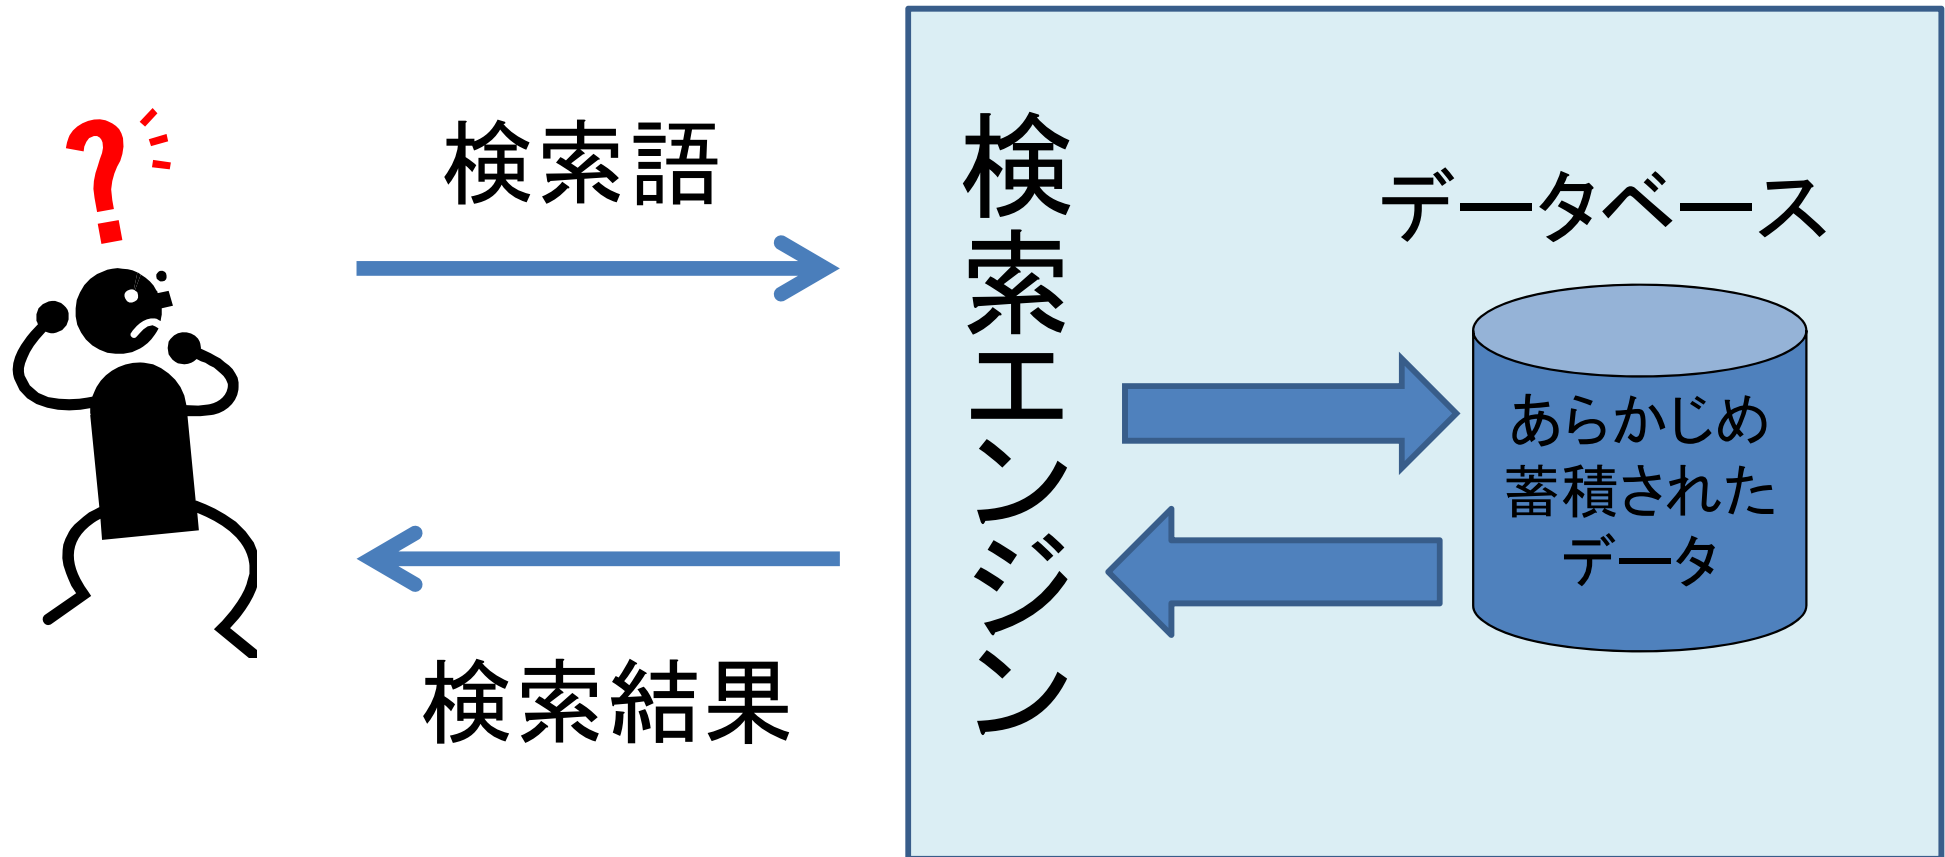 ?
検索語
検索結果
検索エンジン
データベース
あらかじめ
蓄積された
データ